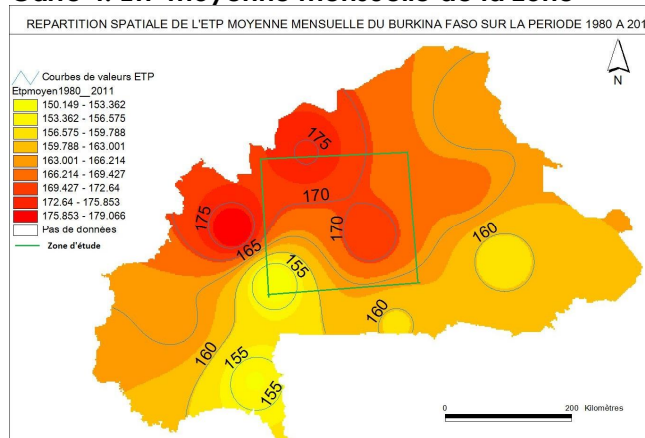 REPARTITION SPATIALE DE L'ETP MOYENNE MENSUELLE DU BURKINA FASO SUR LA PERIODE 1980 A 201
N
Courbes de valeurs ETP
Etpmoyen1980__2011
150.149 - 153.362
153.362 - 156.575
156.575 - 159.788
159.788 - 163.001
163.001 - 166.214
166.214 - 169.427
169.427 - 172.64
172.64 - 175.853
175.853 - 179.066
Pas de données
Zone d'étude
175
170
175
170
165
160
155
160
160
155
155
0 200 Kilomètres